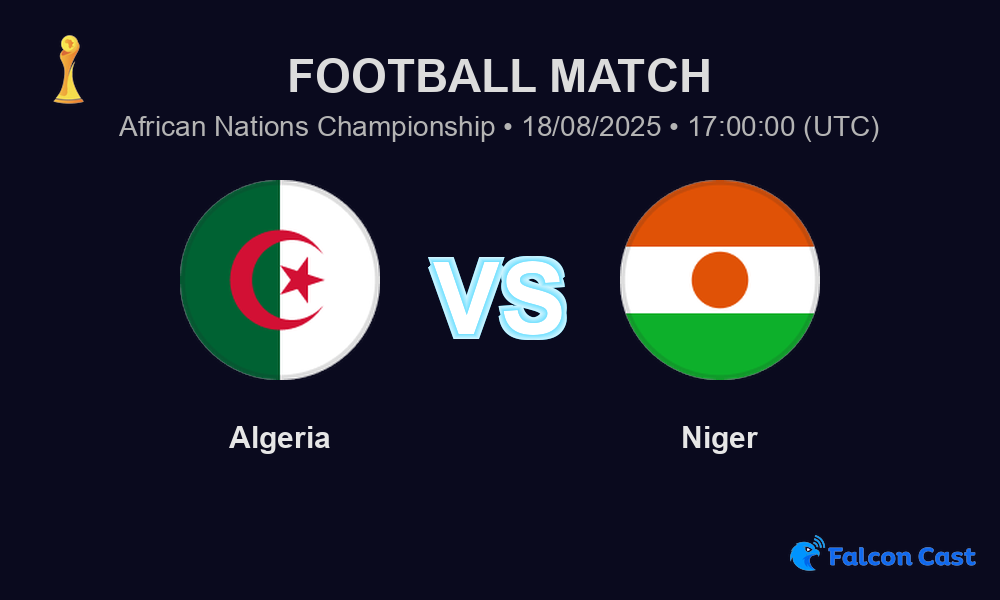 FOOTBALL MATCH
African Nations Championship • 18/08/2025 • 17:00:00 (UTC)
VS
Algeria
Niger
Falcon Cast